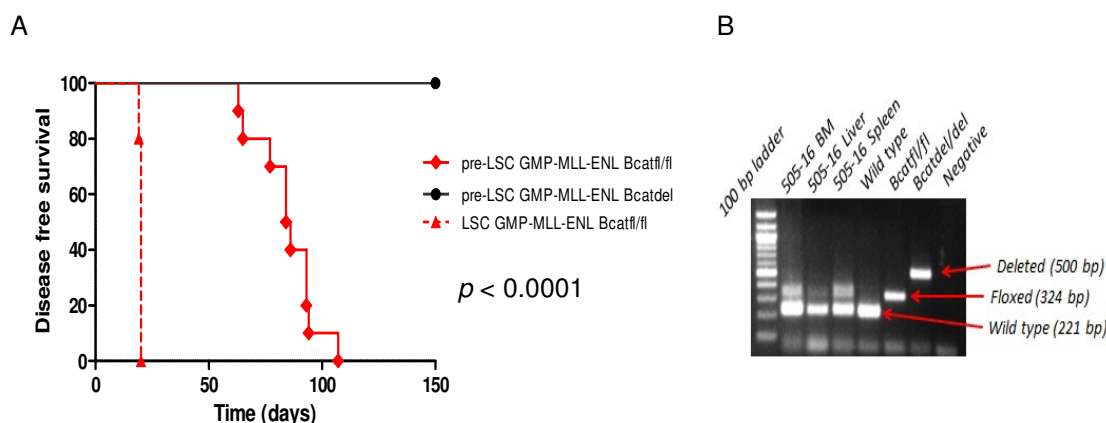 A
Disease free survival
100
80
60
40
20
0
0 50 100 150
Time (days)
pre-LSC GMP-MLL-ENL Bcatfl/fl
pre-LSC GMP-MLL-ENL Bcatdel
LSC GMP-MLL-ENL Bcatfl/fl
p < 0.0001
B
100 bp ladder
505-16 BM
505-16 Liver
505-16 Spleen
Wild type
Bcatfl/fl
Bcatdel/del
Negative
Deleted (500 bp)
Floxed (324 bp)
Wild type (221 bp)